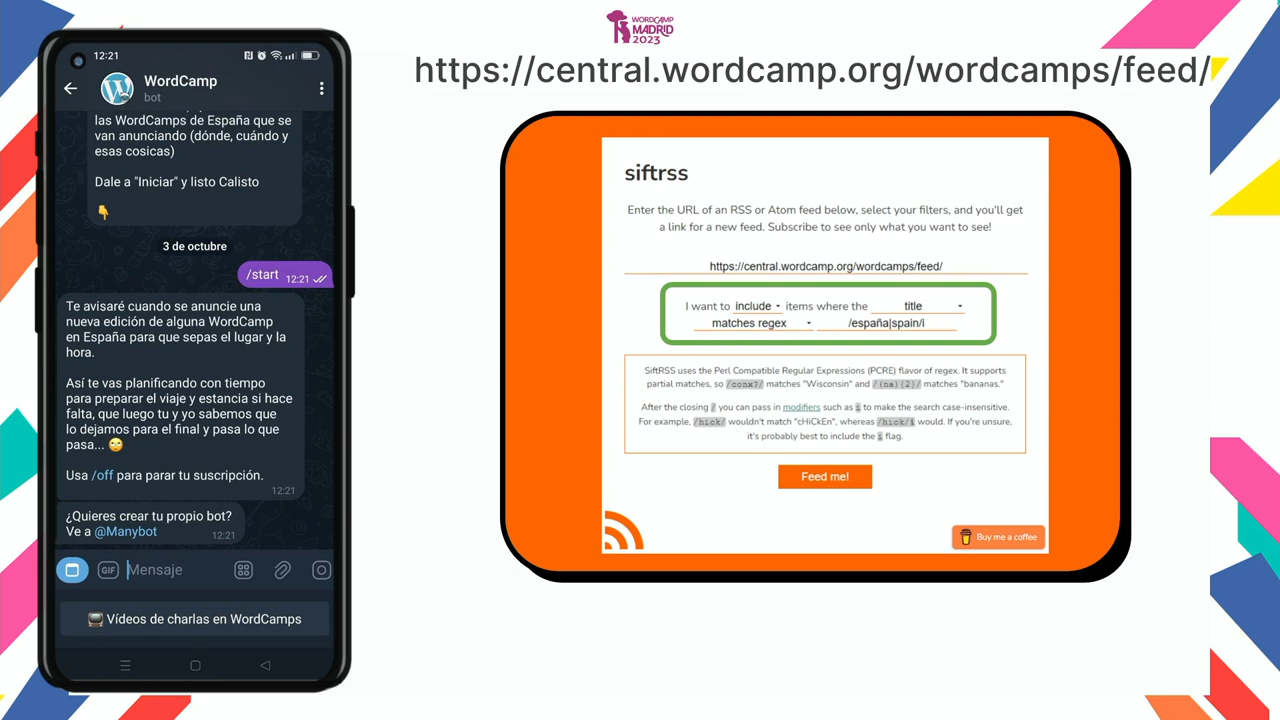 WORDCAMP
MADRID
2023
https://central.wordcamp.org/wordcamps/feed/
12:21
WordCamp
bot
las WordCamps de España que se
van anunciando (dónde, cuándo y
esas cosicas)
Dale a "Iniciar" y listo Calisto
3 de octubre
/start 12:21
Te avisaré cuando se anuncie una
nueva edición de alguna WordCamp
en España para que sepas el lugar y la
hora.
Así te vas planificando con tiempo
para preparar el viaje y estancia si hace
falta, que luego tu y yo sabemos que
lo dejamos para el final y pasa lo que
pasa...
Usa /off para parar tu suscripción.
12:21
¿Quieres crear tu propio bot?
Ve a @Manybot 12:21
GIF Mensaje
Vídeos de charlas en WordCamps
siftrss
Enter the URL of an RSS or Atom feed below, select your filters, and you'll get
a link for a new feed. Subscribe to see only what you want to see!
https://central.wordcamp.org/wordcamps/feed/
I want to include items where the title
matches regex /españa|spain/i
SiftRSS uses the Perl Compatible Regular Expressions (PCRE) flavor of regex. It supports
partial matches, so /conx?/ matches "Wisconsin" and /(na){2}/ matches "bananas."
After the closing / you can pass in modifiers such as i to make the search case-insensitive.
For example, /hick/ wouldn't match "cHiCkEn", whereas /hick/i would. If you're unsure,
it's probably best to include the i flag.
Feed me!
Buy me a coffee